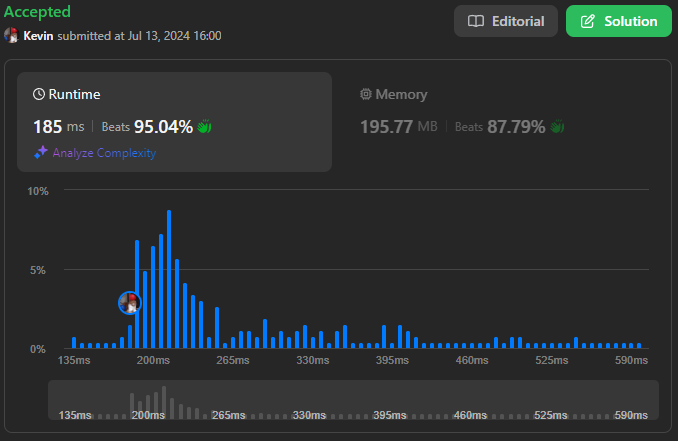 Accepted
Editorial
Solution
Kevin submitted at Jul 13, 2024 16:00
Runtime
Memory
185 ms | Beats 95.04%
195.77 MB | Beats 87.79%
Analyze Complexity
10%
5%
0%
135ms 200ms 265ms 330ms 395ms 460ms 525ms 590ms
135ms 200ms 265ms 330ms 395ms 460ms 525ms 590ms